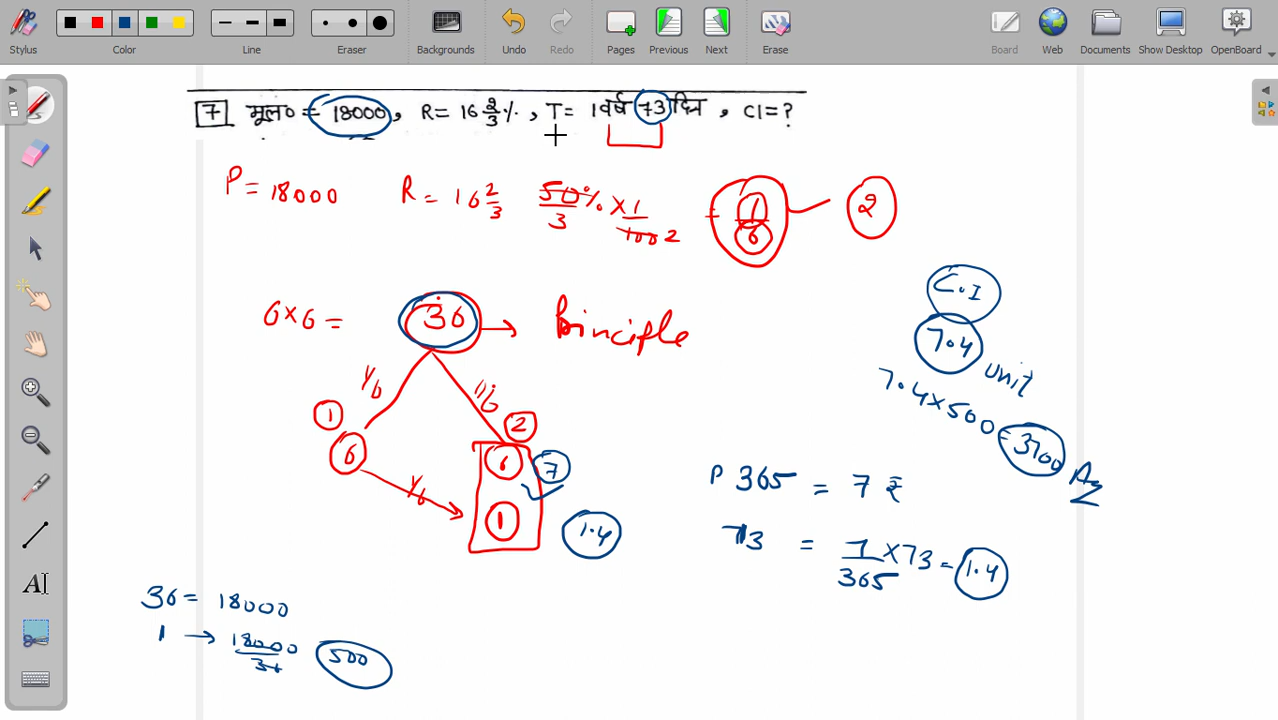 Stylus
Color
Line
Eraser
Backgrounds
Undo
Redo
Pages
Previous
Next
Erase
Board
Web
Documents
Show Desktop
OpenBoard
7 मूल० = 18000, R= 16 2/3 %, T= 1वर्ष 73 दिन, CI=?
P = 18000 R = 16 2/3 50%/3 × 1/100 2 = 1/6 2
6×6 = 36 → Principle
1/6 1/6
1 2
6 6 7
1/6 1 1.4
C.I
7.4 unit
7.4×500 = 3700 Ans
P 365 = 7 ₹
73 = 7/365 ×73 = 1.4
36 = 18000
1 → 18000/36 500